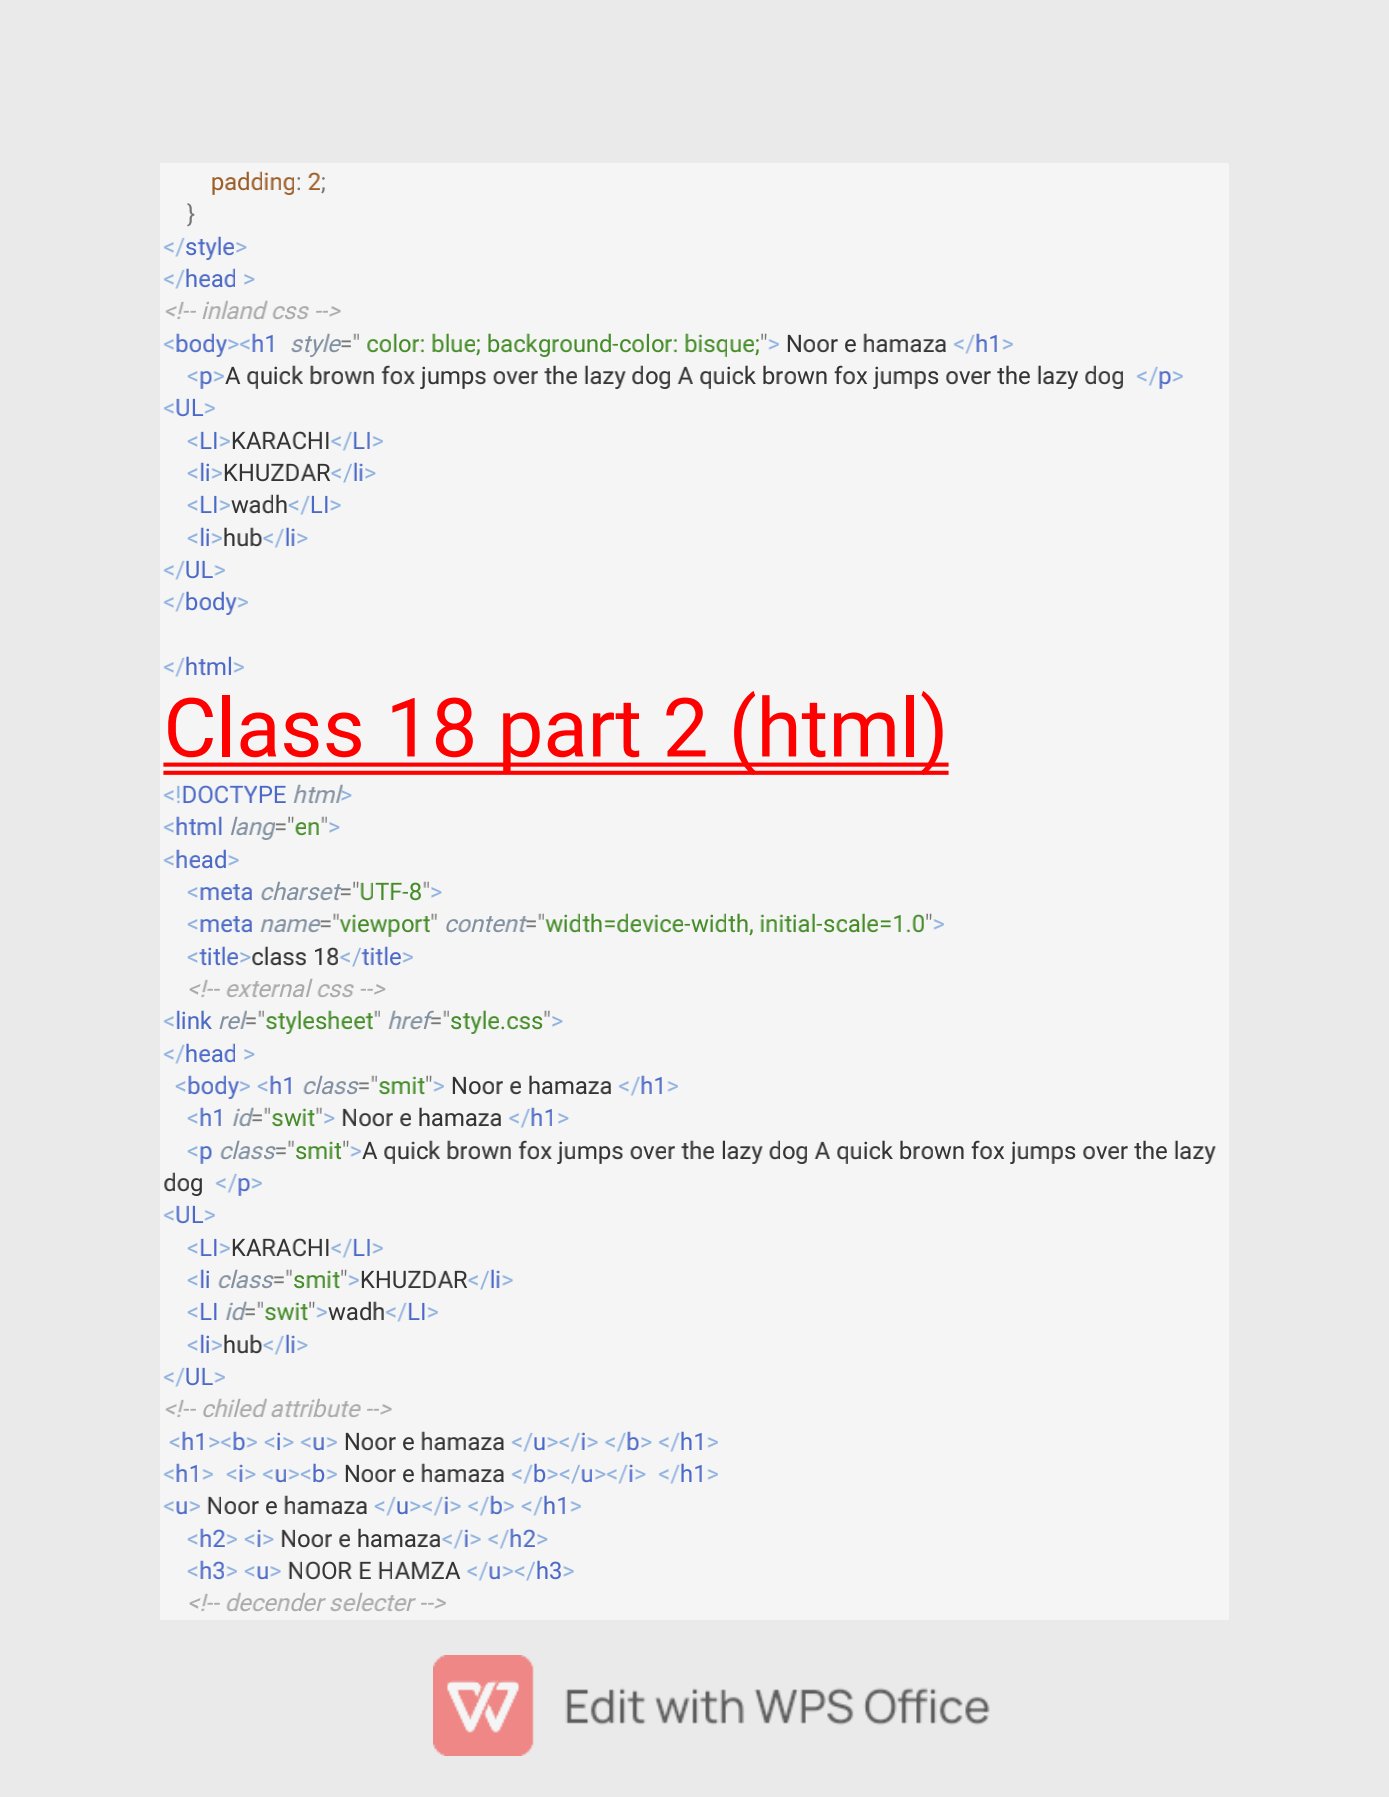 padding: 2;
}
</style>
</head >
<!-- inland css -->
<body><h1  style=" color: blue; background-color: bisque;"> Noor e hamaza </h1>
<p>A quick brown fox jumps over the lazy dog A quick brown fox jumps over the lazy dog  </p>
<UL>
<LI>KARACHI</LI>
<li>KHUZDAR</li>
<LI>wadh</LI>
<li>hub</li>
</UL>
</body>
</html>
Class 18 part 2 (html)
<!DOCTYPE html>
<html lang="en">
<head>
<meta charset="UTF-8">
<meta name="viewport" content="width=device-width, initial-scale=1.0">
<title>class 18</title>
<!-- external css -->
<link rel="stylesheet" href="style.css">
</head >
<body> <h1 class="smit"> Noor e hamaza </h1>
<h1 id="swit"> Noor e hamaza </h1>
<p class="smit">A quick brown fox jumps over the lazy dog A quick brown fox jumps over the lazy
dog  </p>
<UL>
<LI>KARACHI</LI>
<li class="smit">KHUZDAR</li>
<LI id="swit">wadh</LI>
<li>hub</li>
</UL>
<!-- chiled attribute -->
<h1><b> <i> <u> Noor e hamaza </u></i> </b> </h1>
<h1>  <i> <u><b> Noor e hamaza </b></u></i>  </h1>
<u> Noor e hamaza </u></i> </b> </h1>
<h2> <i> Noor e hamaza</i> </h2>
<h3> <u> NOOR E HAMZA </u></h3>
<!-- decender selecter -->
Edit with WPS Office